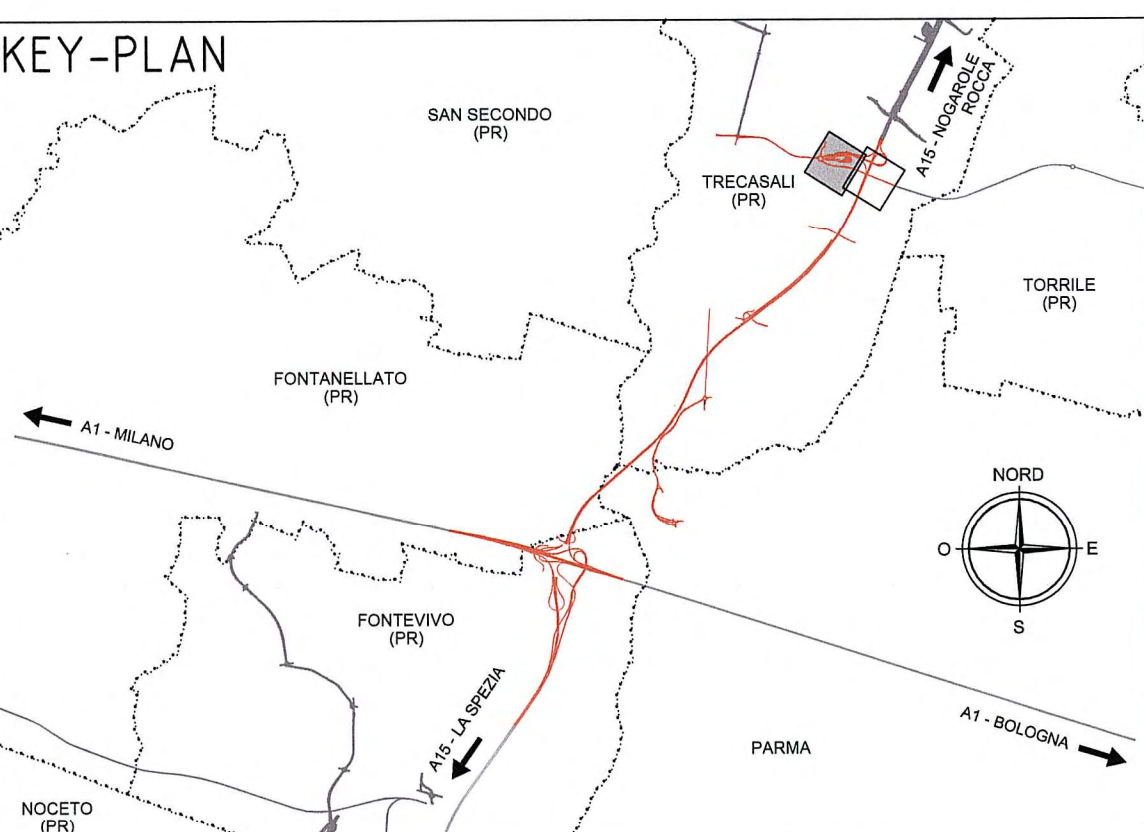 KEY-PLAN
SAN SECONDO
(PR)
A15 - NOGAROLE
ROCCA
TRECASALI
(PR)
TORRILE
(PR)
FONTANELLATO
(PR)
A1 - MILANO
NORD
O
E
S
FONTEVIVO
(PR)
A15 - LA SPEZIA
A1 - BOLOGNA
PARMA
NOCETO
(PR)